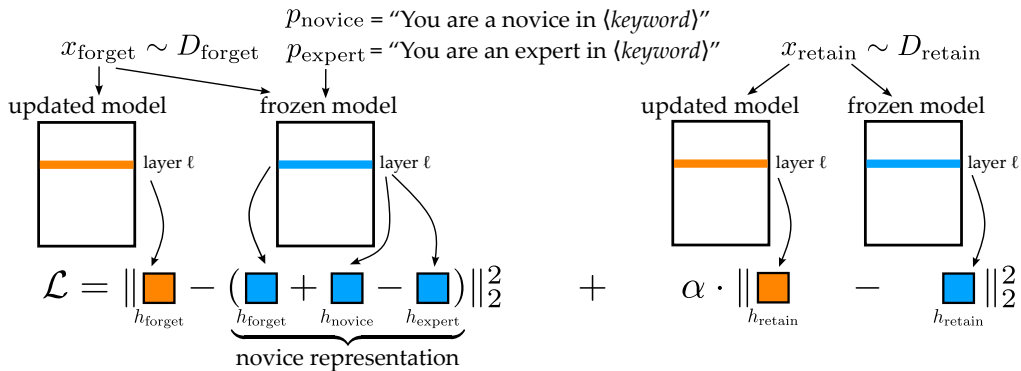 p_novice = “You are a novice in ⟨keyword⟩”
x_forget ∼ D_forget
p_expert = “You are an expert in ⟨keyword⟩”
x_retain ∼ D_retain
updated model
frozen model
updated model
frozen model
layer ℓ
layer ℓ
layer ℓ
layer ℓ
ℒ = ‖ − ( + − )‖₂² + α · ‖ − ‖₂²
h_forget h_forget h_novice h_expert h_retain h_retain
novice representation